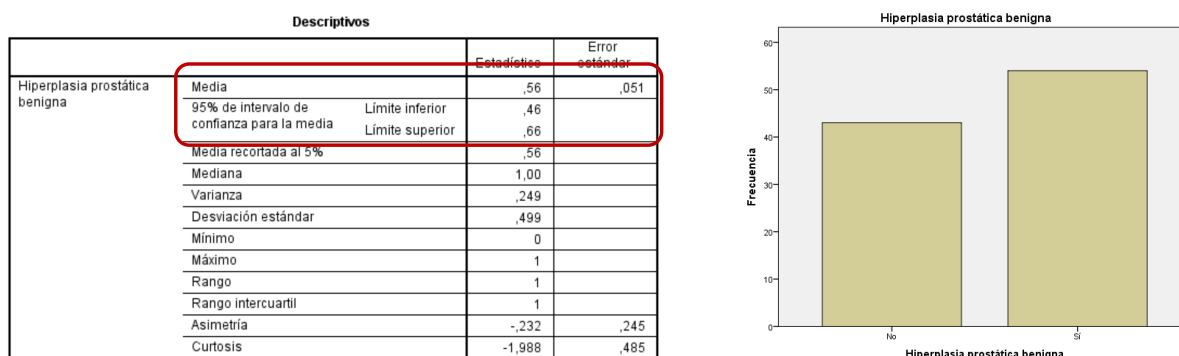 Descriptivos
Estadístico
Error estándar
Hiperplasia prostática benigna
Media ,56 ,051
95% de intervalo de confianza para la media
Límite inferior ,46
Límite superior ,66
Media recortada al 5% ,56
Mediana 1,00
Varianza ,249
Desviación estándar ,499
Mínimo 0
Máximo 1
Rango 1
Rango intercuartil 1
Asimetría -,232 ,245
Curtosis -1,988 ,485
Hiperplasia prostática benigna
Frecuencia
60
50
40
30
20
10
0
No
Sí
Hiperplasia prostática benigna